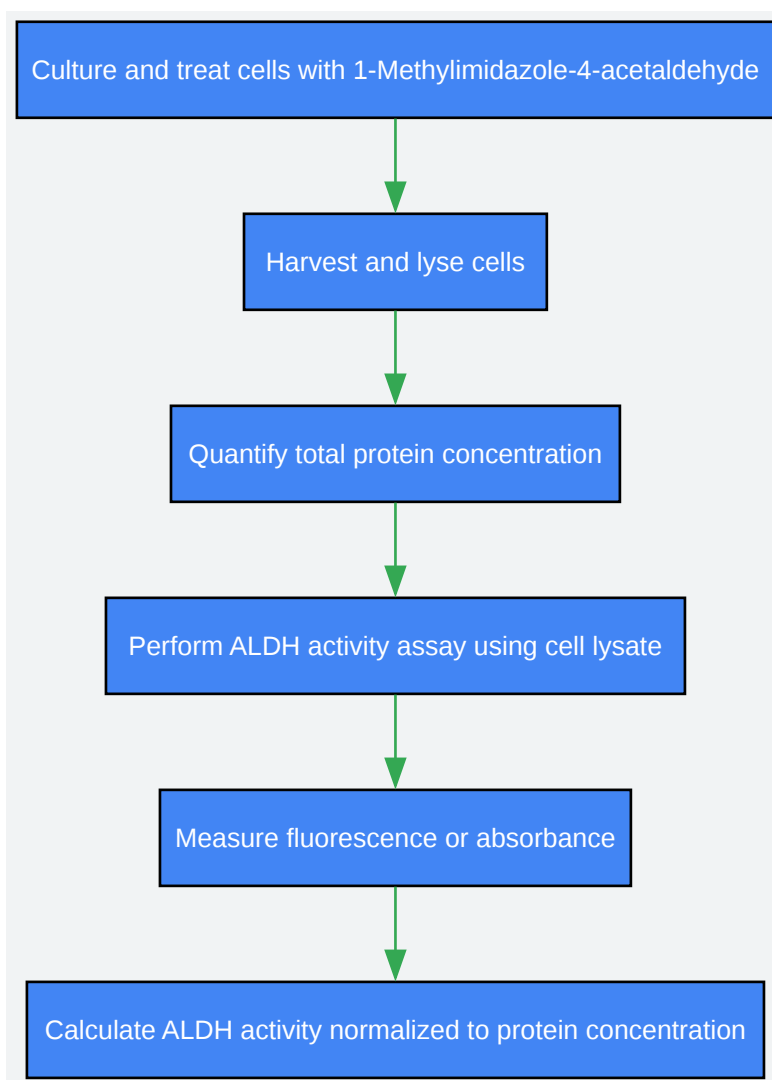 Culture and treat cells with 1-Methylimidazole-4-acetaldehyde
Harvest and lyse cells
Quantify total protein concentration
Perform ALDH activity assay using cell lysate
Measure fluorescence or absorbance
Calculate ALDH activity normalized to protein concentration